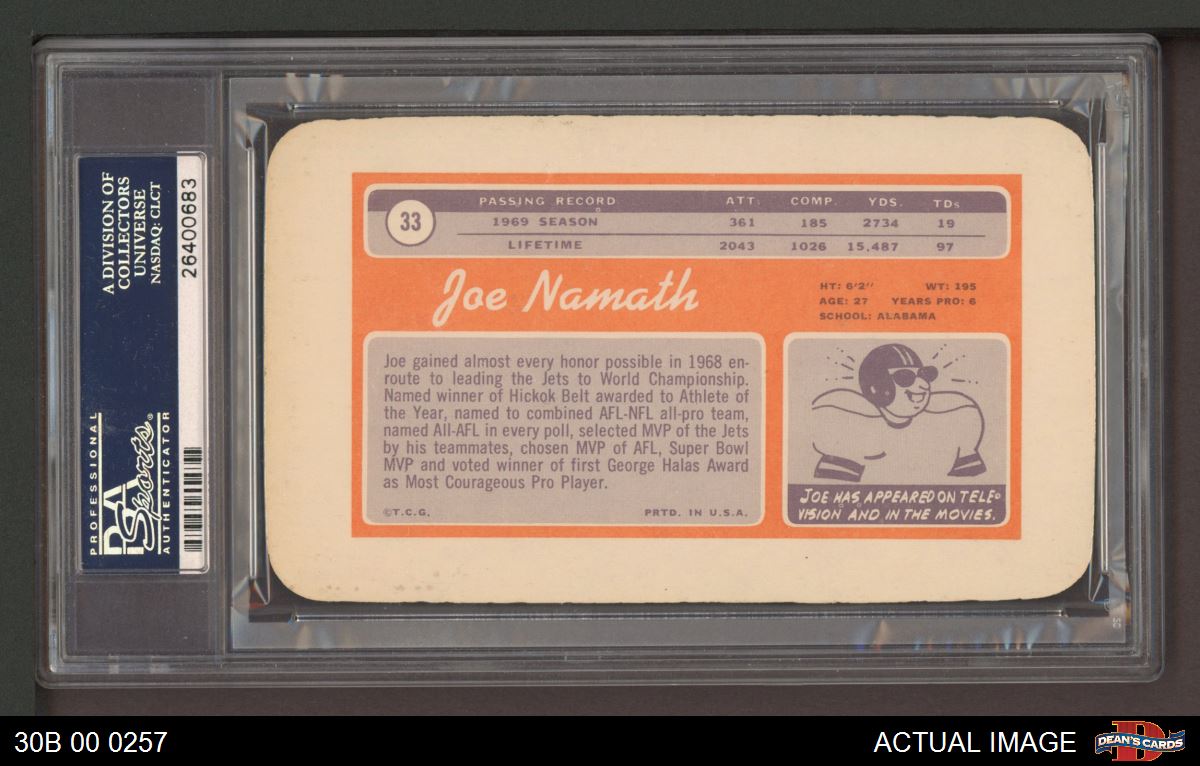 A DIVISION OF
COLLECTORS
UNIVERSE
NASDAQ: CLCT
26400683
PROFESSIONAL
PSA
Sports®
AUTHENTICATOR
33
PASSING RECORD ATT. COMP. YDS. TDs
1969 SEASON 361 185 2734 19
LIFETIME 2043 1026 15,487 97
Joe Namath
HT: 6'2" WT: 195
AGE: 27 YEARS PRO: 6
SCHOOL: ALABAMA
Joe gained almost every honor possible in 1968 en-
route to leading the Jets to World Championship.
Named winner of Hickok Belt awarded to Athlete of
the Year, named to combined AFL-NFL all-pro team,
named All-AFL in every poll, selected MVP of the Jets
by his teammates, chosen MVP of AFL, Super Bowl
MVP and voted winner of first George Halas Award
as Most Courageous Pro Player.
©T.C.G. PRTD. IN U.S.A.
JOE HAS APPEARED ON TELE-
VISION AND IN THE MOVIES.
30B 00 0257
ACTUAL IMAGE
D
DEAN'S CARDS